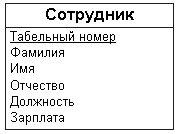 Сотрудник
Табельный номер
Фамилия
Имя
Отчество
Должность
Зарплата